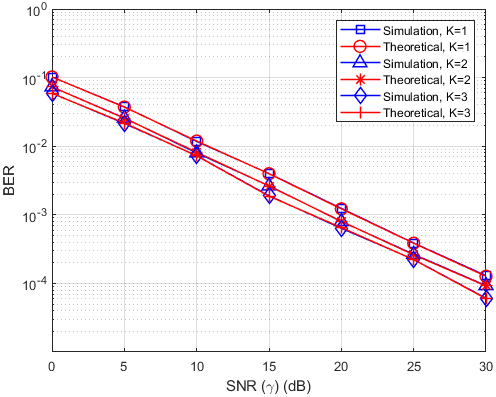 10^0
10^-1
10^-2
10^-3
10^-4
BER
Simulation, K=1
Theoretical, K=1
Simulation, K=2
Theoretical, K=2
Simulation, K=3
Theoretical, K=3
0 5 10 15 20 25 30
SNR (γ) (dB)